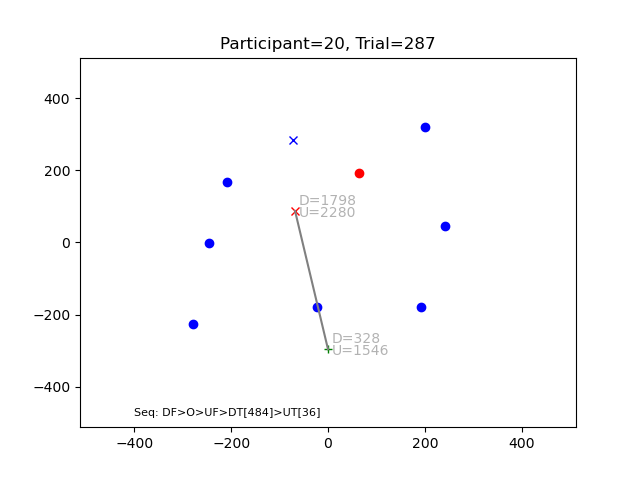 Participant=20, Trial=287
400
200
0
−200
−400
D=1798
U=2280
D=328
U=1546
Seq: DF>O>UF>DT[484]>UT[36]
−400
−200
0
200
400